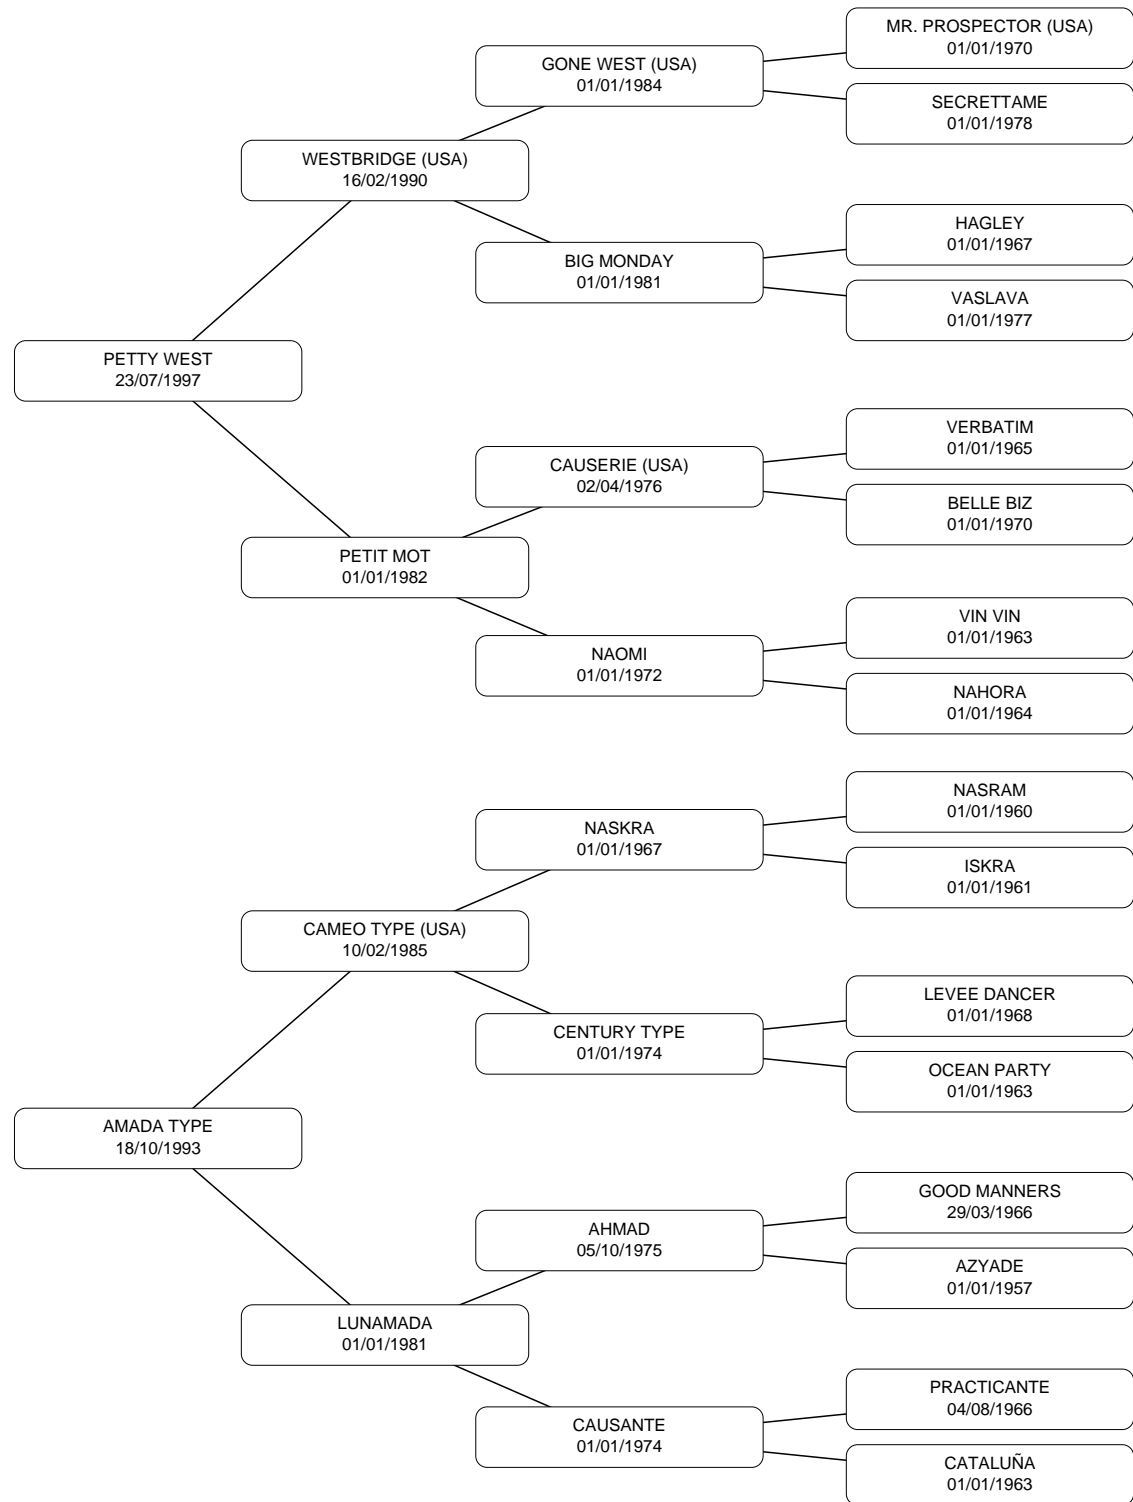 MR. PROSPECTOR (USA)
01/01/1970
GONE WEST (USA)
01/01/1984
SECRETTAME
01/01/1978
WESTBRIDGE (USA)
16/02/1990
HAGLEY
01/01/1967
BIG MONDAY
01/01/1981
VASLAVA
01/01/1977
PETTY WEST
23/07/1997
VERBATIM
01/01/1965
CAUSERIE (USA)
02/04/1976
BELLE BIZ
01/01/1970
PETIT MOT
01/01/1982
VIN VIN
01/01/1963
NAOMI
01/01/1972
NAHORA
01/01/1964
NASRAM
01/01/1960
NASKRA
01/01/1967
ISKRA
01/01/1961
CAMEO TYPE (USA)
10/02/1985
LEVEE DANCER
01/01/1968
CENTURY TYPE
01/01/1974
OCEAN PARTY
01/01/1963
AMADA TYPE
18/10/1993
GOOD MANNERS
29/03/1966
AHMAD
05/10/1975
AZYADE
01/01/1957
LUNAMADA
01/01/1981
PRACTICANTE
04/08/1966
CAUSANTE
01/01/1974
CATALUÑA
01/01/1963